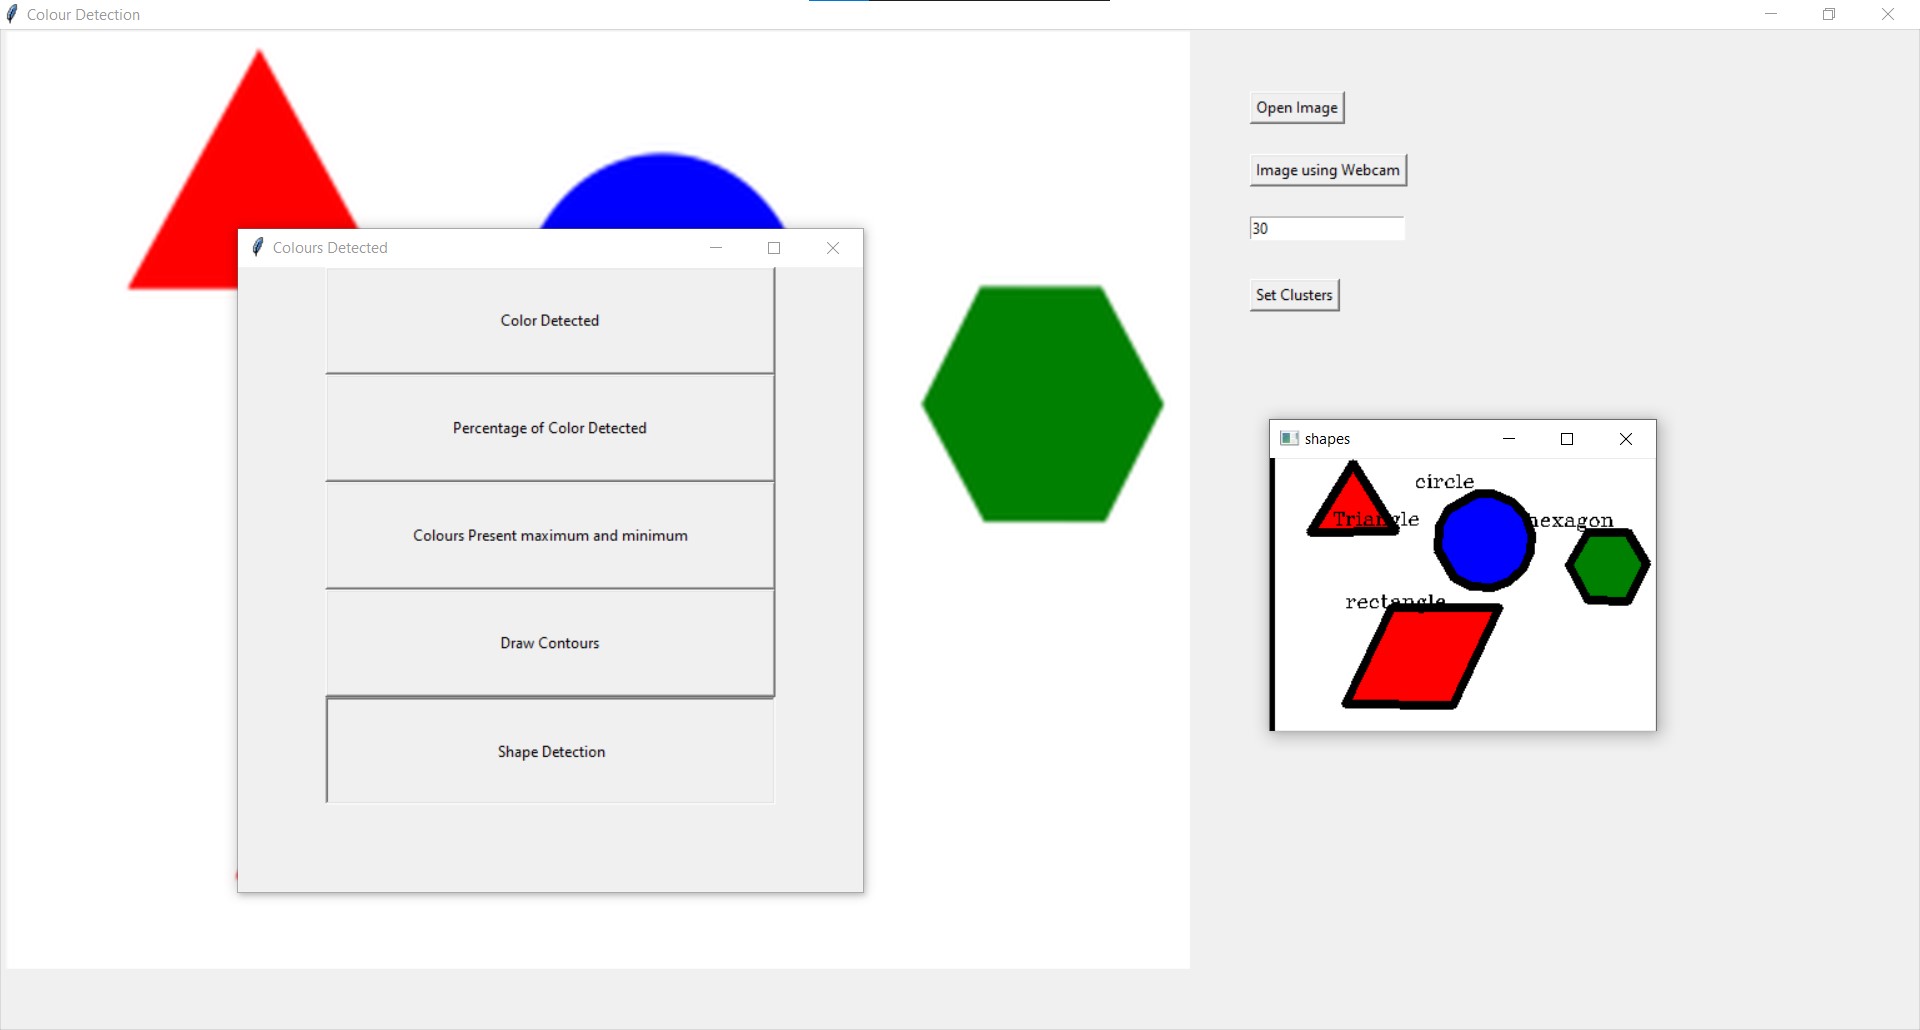 Colour Detection
Open Image
Image using Webcam
30
Set Clusters
Colours Detected
Color Detected
Percentage of Color Detected
Colours Present maximum and minimum
Draw Contours
Shape Detection
shapes
circle
Triangle
hexagon
rectangle